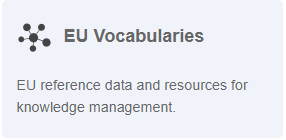 EU Vocabularies
EU reference data and resources for
knowledge management.